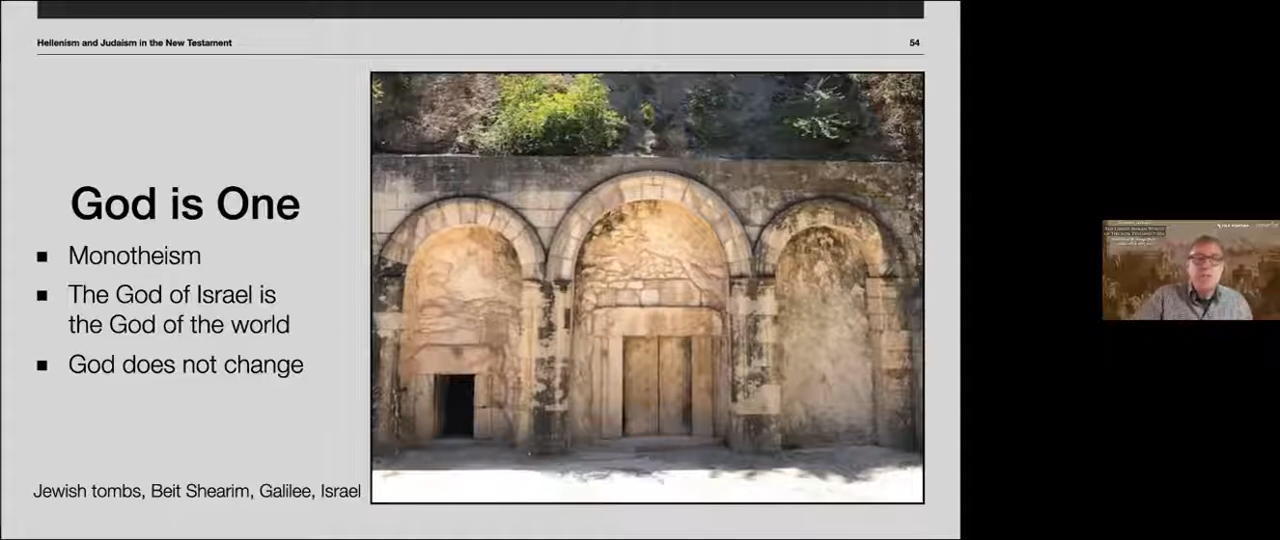 Hellenism and Judaism in the New Testament
54
God is One
Monotheism
The God of Israel is
the God of the world
God does not change
Jewish tombs, Beit Shearim, Galilee, Israel